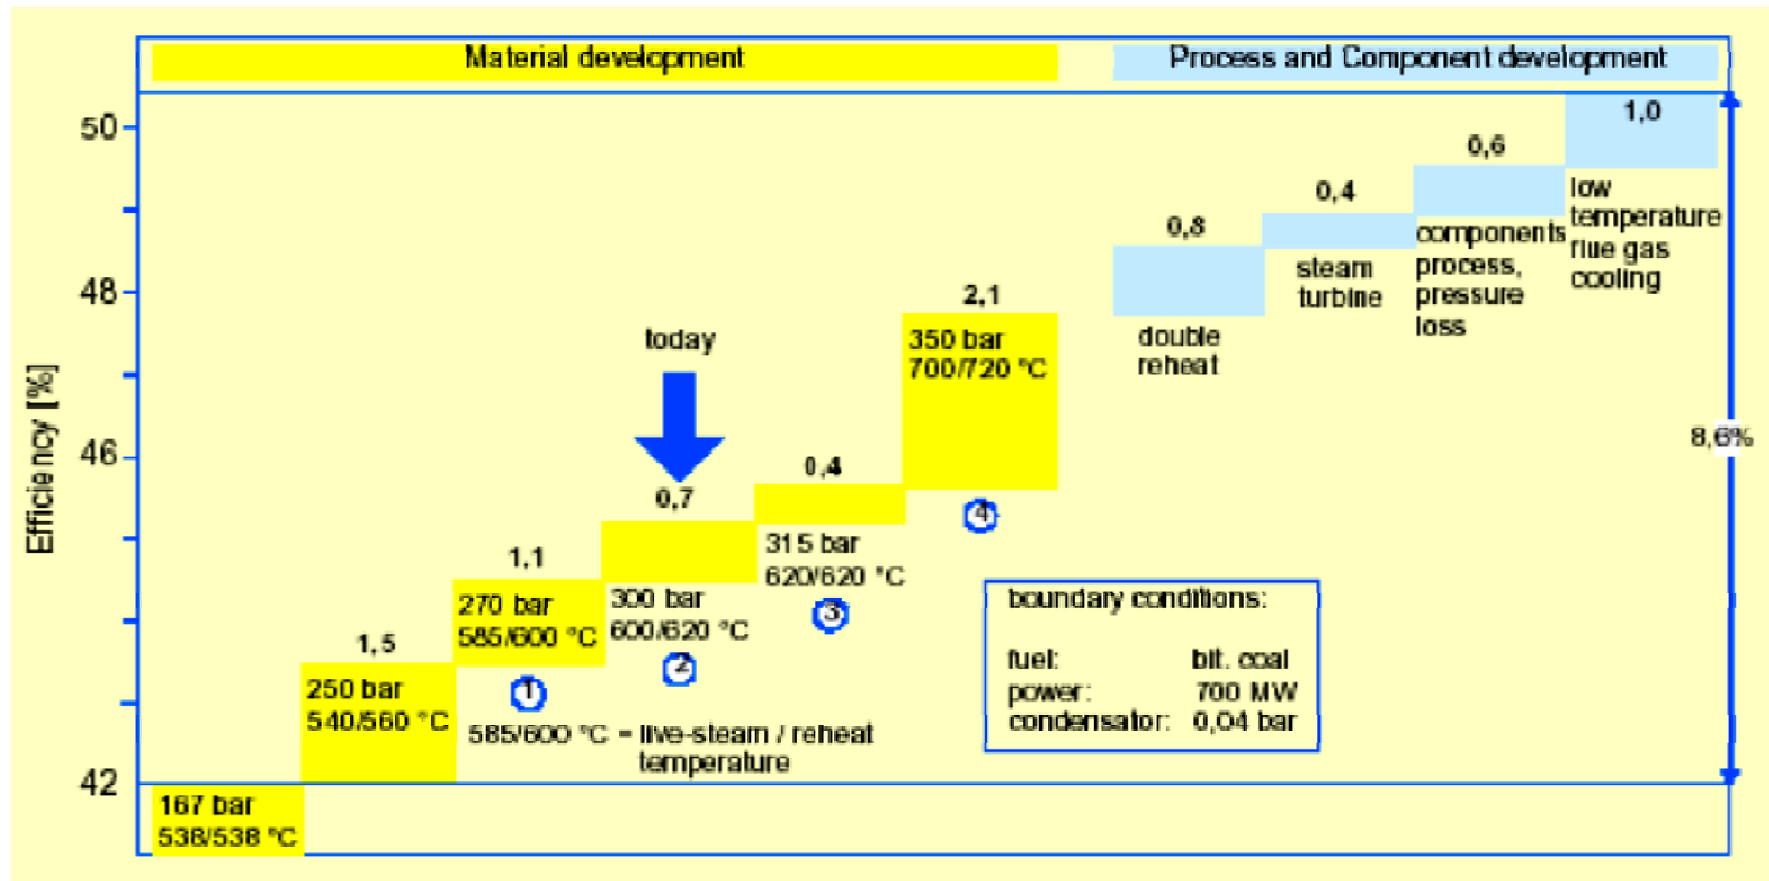 Material development
Process and Component development
50
48
46
42
Efficiency [%]
167 bar
538/538 °C
1,5
250 bar
540/560 °C
1,1
270 bar
585/600 °C
1
today
0,7
300 bar
600/620 °C
2
0,4
315 bar
620/620 °C
3
2,1
350 bar
700/720 °C
4
585/600 °C = live-steam / reheat
temperature
0,8
double
reheat
0,4
steam
turbine
0,6
components
process,
pressure
loss
1,0
low
temperature
flue gas
cooling
8,6%
boundary conditions:
fuel: bit. coal
power: 700 MW
condensator: 0,04 bar